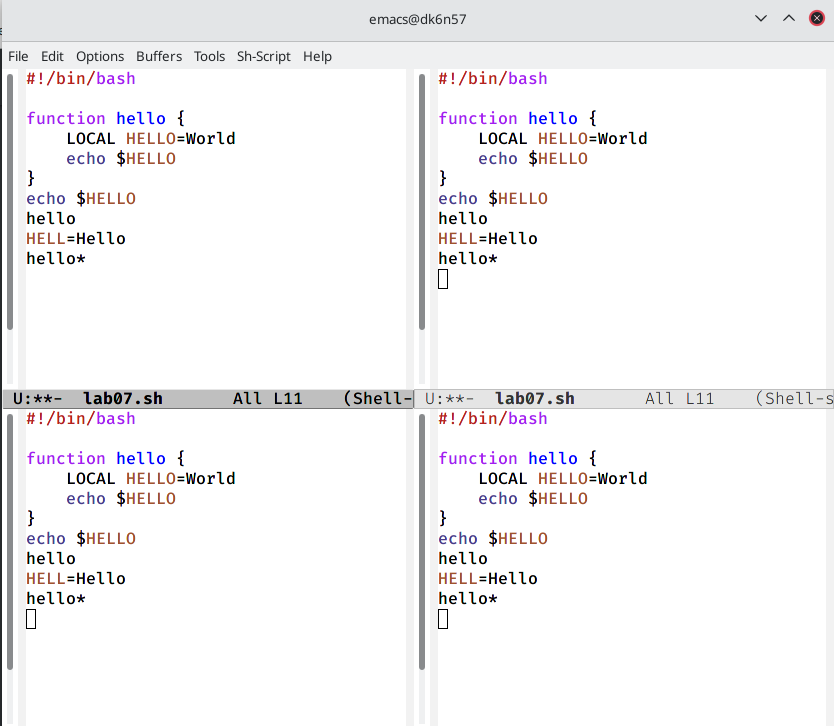 emacs@dk6n57
File Edit Options Buffers Tools Sh-Script Help
#!/bin/bash
function hello {
    LOCAL HELLO=World
    echo $HELLO
}
echo $HELLO
hello
HELL=Hello
hello*
U:**-  lab07.sh       All L11    (Shell-
#!/bin/bash
function hello {
    LOCAL HELLO=World
    echo $HELLO
}
echo $HELLO
hello
HELL=Hello
hello*
U:**-  lab07.sh       All L11    (Shell-s
#!/bin/bash
function hello {
    LOCAL HELLO=World
    echo $HELLO
}
echo $HELLO
hello
HELL=Hello
hello*
#!/bin/bash
function hello {
    LOCAL HELLO=World
    echo $HELLO
}
echo $HELLO
hello
HELL=Hello
hello*